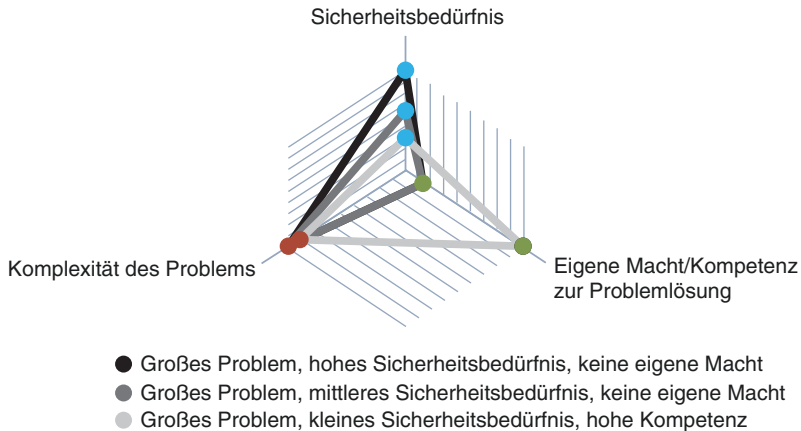 Sicherheitsbedürfnis
Komplexität des Problems
Eigene Macht/Kompetenz
zur Problemlösung
Großes Problem, hohes Sicherheitsbedürfnis, keine eigene Macht
Großes Problem, mittleres Sicherheitsbedürfnis, keine eigene Macht
Großes Problem, kleines Sicherheitsbedürfnis, hohe Kompetenz